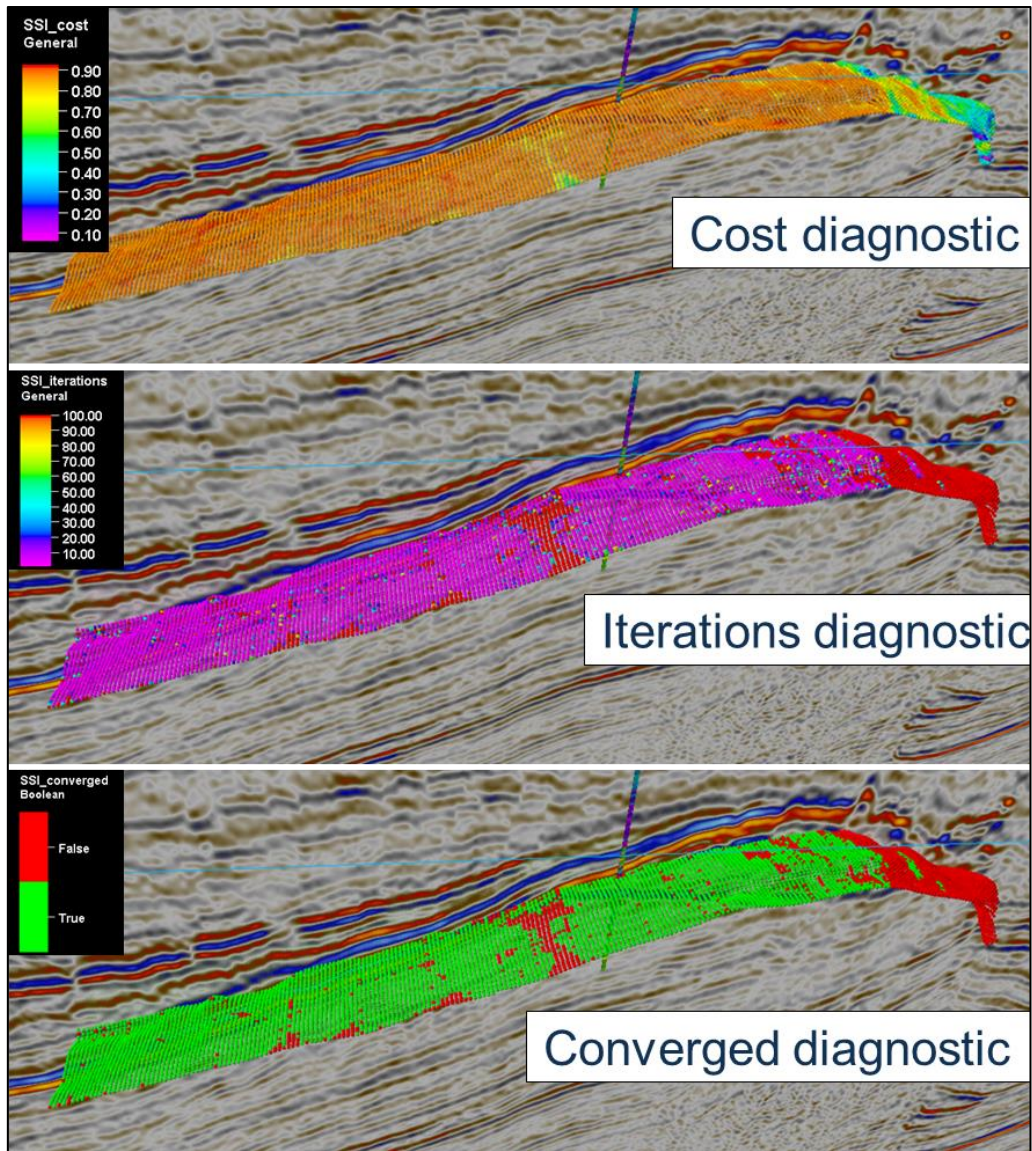 SSI_cost
General
0.90
0.80
0.70
0.60
0.50
0.40
0.30
0.20
0.10
Cost diagnostic
SSI_iterations
General
100.00
90.00
80.00
70.00
60.00
50.00
40.00
30.00
20.00
10.00
Iterations diagnostic
SSI_converged
Boolean
False
True
Converged diagnostic